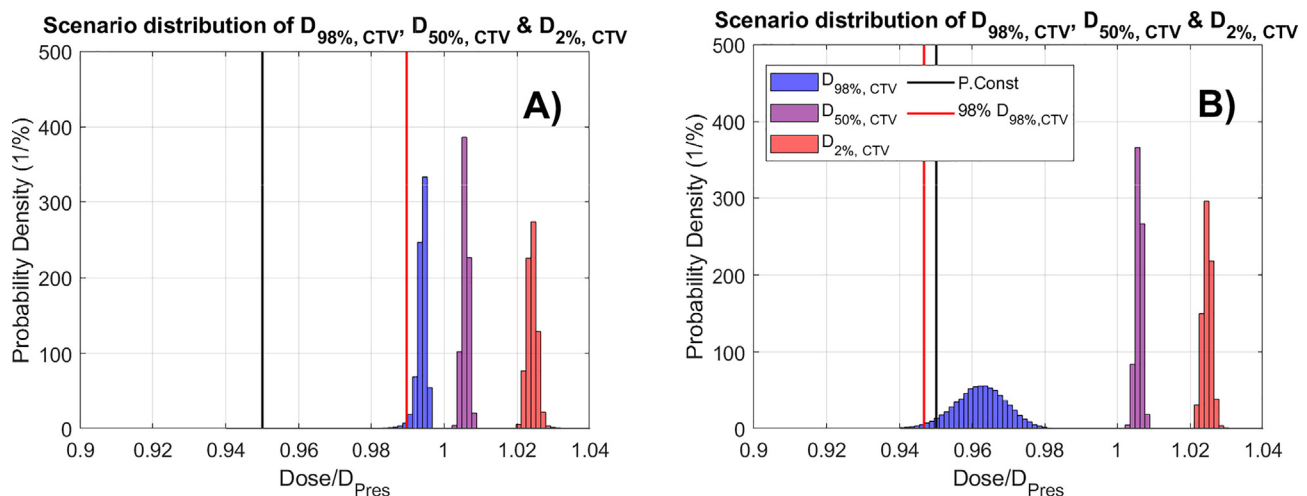 Scenario distribution of D98%, CTV, D50%, CTV & D2%, CTV
500
400
300
200
100
0
Probability Density (1/%)
A)
0.9 0.92 0.94 0.96 0.98 1 1.02 1.04
Dose/DPres
Scenario distribution of D98%, CTV, D50%, CTV & D2%, CTV
500
400
300
200
100
0
Probability Density (1/%)
D98%, CTV
D50%, CTV
D2%, CTV
P.Const
98% D98%,CTV
B)
0.9 0.92 0.94 0.96 0.98 1 1.02 1.04
Dose/DPres